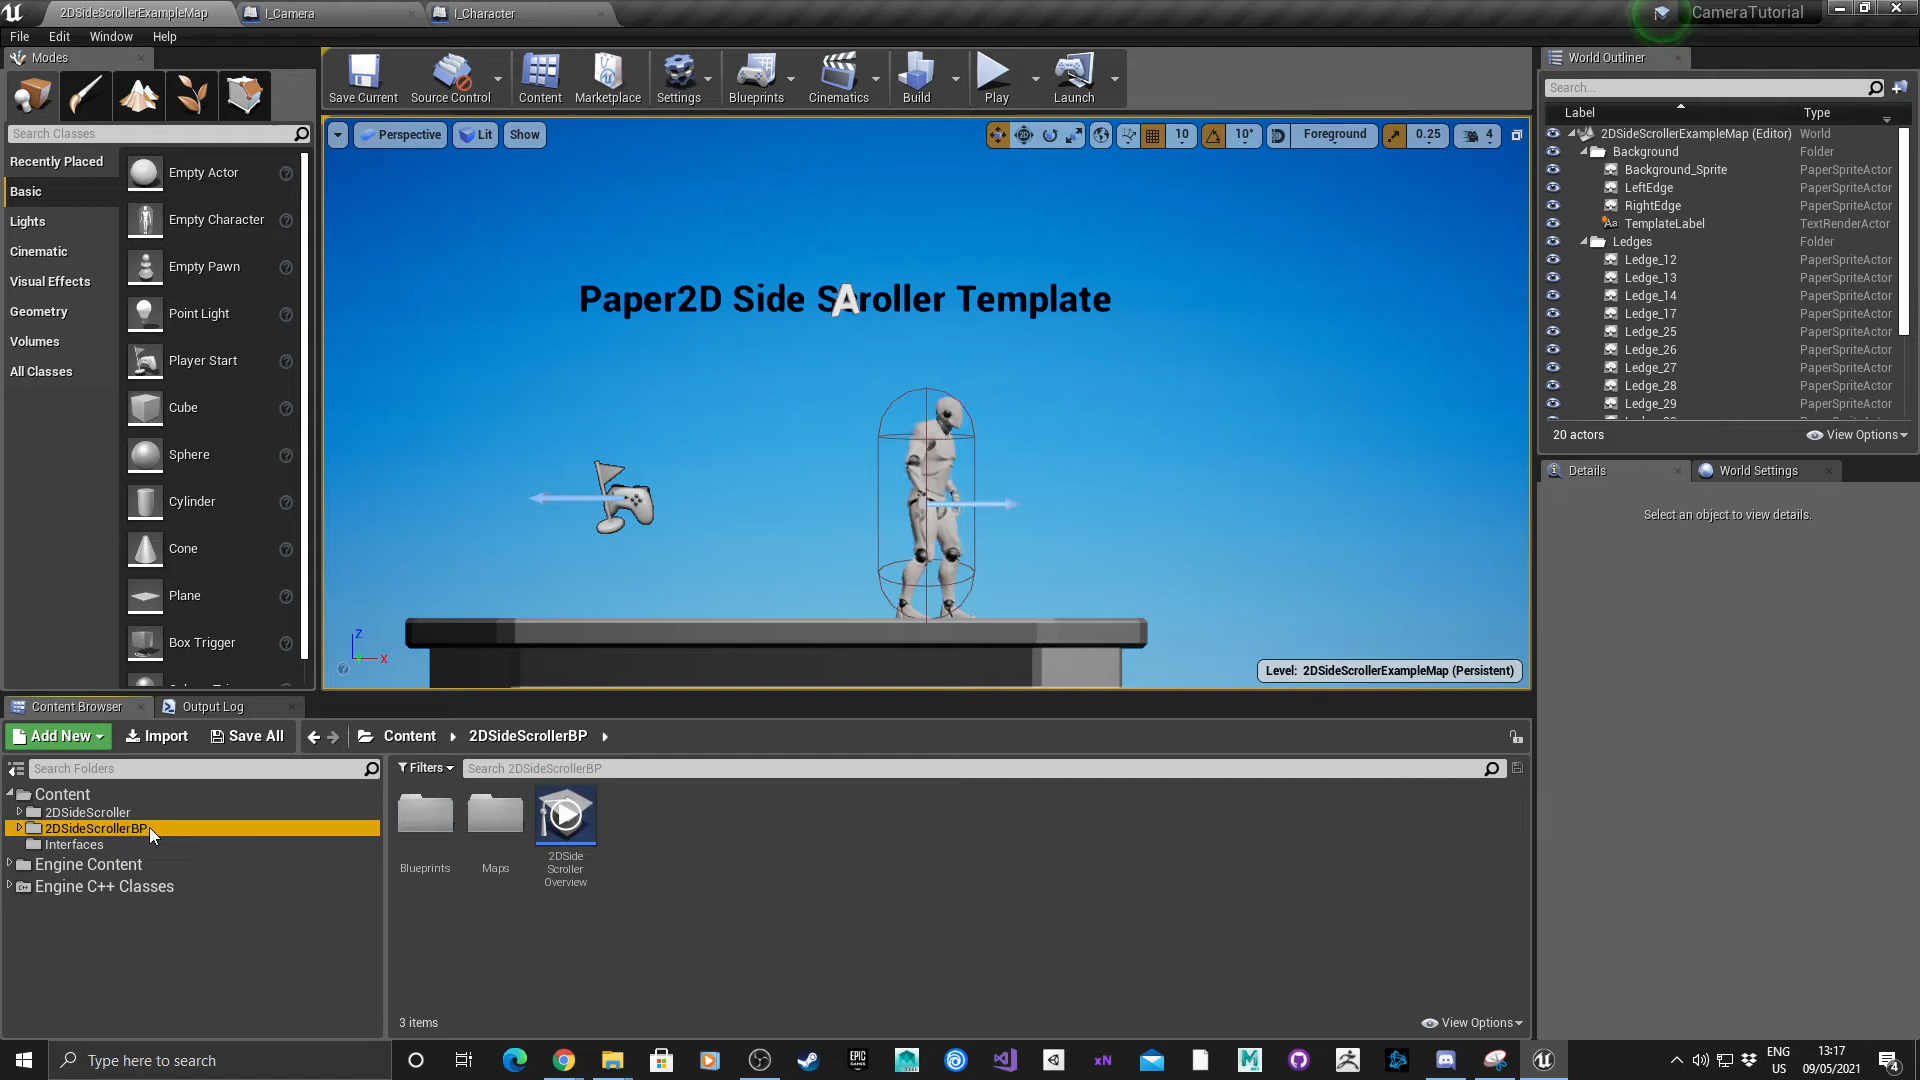 2DSideScrollerExampleMap
I_Camera
I_Character
CameraTutorial
File Edit Window Help
Modes
Search Classes
Recently Placed
Basic
Lights
Cinematic
Visual Effects
Geometry
Volumes
All Classes
Empty Actor
Empty Character
Empty Pawn
Point Light
Player Start
Cube
Sphere
Cylinder
Cone
Plane
Box Trigger
Save Current
Source Control
Content
Marketplace
Settings
Blueprints
Cinematics
Build
Play
Launch
Perspective
Lit
Show
10
10°
Foreground
0.25
4
Paper2D Side Scroller Template
A
Z
X
Level: 2DSideScrollerExampleMap (Persistent)
World Outliner
Search...
Label Type
2DSideScrollerExampleMap (Editor) World
Background Folder
Background_Sprite PaperSpriteActor
LeftEdge PaperSpriteActor
RightEdge PaperSpriteActor
Aa TemplateLabel TextRenderActor
Ledges Folder
Ledge_12 PaperSpriteActor
Ledge_13 PaperSpriteActor
Ledge_14 PaperSpriteActor
Ledge_17 PaperSpriteActor
Ledge_25 PaperSpriteActor
Ledge_26 PaperSpriteActor
Ledge_27 PaperSpriteActor
Ledge_28 PaperSpriteActor
Ledge_29 PaperSpriteActor
20 actors
View Options
Details
World Settings
Select an object to view details.
Content Browser
Output Log
Add New
Import
Save All
Content
2DSideScrollerBP
Search Folders
Filters
Search 2DSideScrollerBP
Content
2DSideScroller
2DSideScrollerBP
Interfaces
Engine Content
Engine C++ Classes
Blueprints
Maps
2DSide
Scroller
Overview
3 items
View Options
Type here to search
EPIC
GAMES
xN
M
ENG
US
13:17
09/05/2021
4